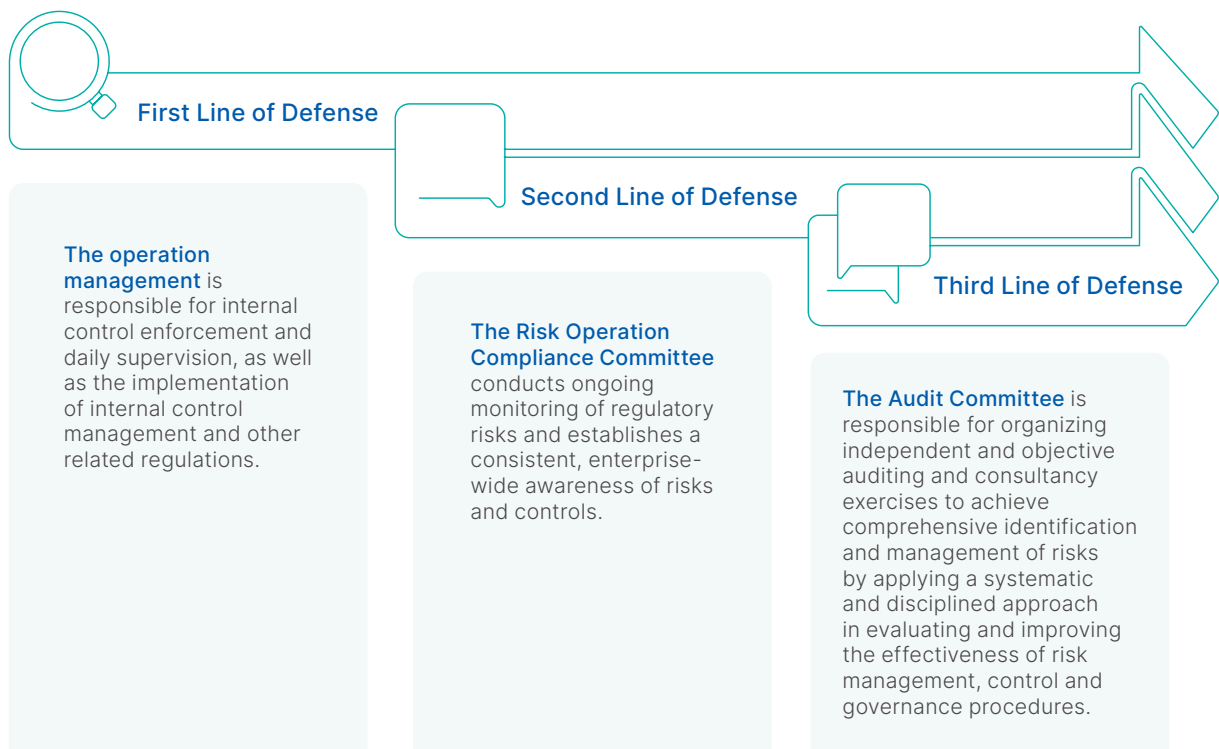 First Line of Defense
The operation
management is
responsible for internal
control enforcement and
daily supervision, as well
as the implementation
of internal control
management and other
related regulations.
Second Line of Defense
The Risk Operation
Compliance Committee
conducts ongoing
monitoring of regulatory
risks and establishes a
consistent, enterprise-
wide awareness of risks
and controls.
Third Line of Defense
The Audit Committee is
responsible for organizing
independent and objective
auditing and consultancy
exercises to achieve
comprehensive identification
and management of risks
by applying a systematic
and disciplined approach
in evaluating and improving
the effectiveness of risk
management, control and
governance procedures.